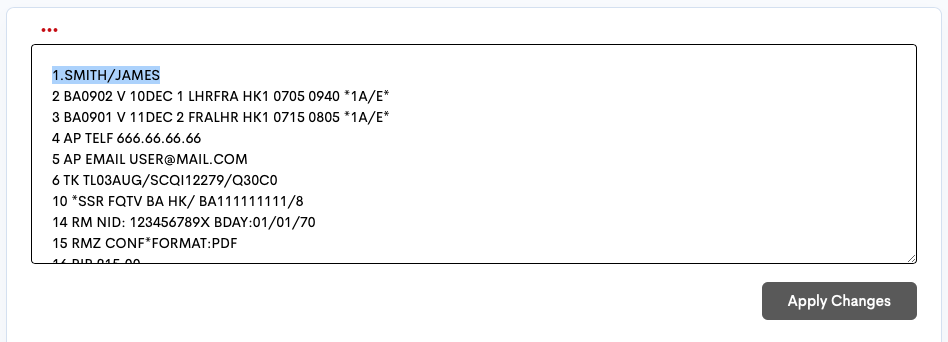 1.SMITH/JAMES
2 BA0902 V 10DEC 1 LHRFRA HK1 0705 0940 *1A/E*
3 BA0901 V 11DEC 2 FRALHR HK1 0715 0805 *1A/E*
4 AP TELF 666.66.66.66
5 AP EMAIL USER@MAIL.COM
6 TK TL03AUG/SCQI12279/Q30C0
10 *SSR FQTV BA HK/ BA111111111/8
14 RM NID: 123456789X BDAY:01/01/70
15 RMZ CONF*FORMAT:PDF
Apply Changes